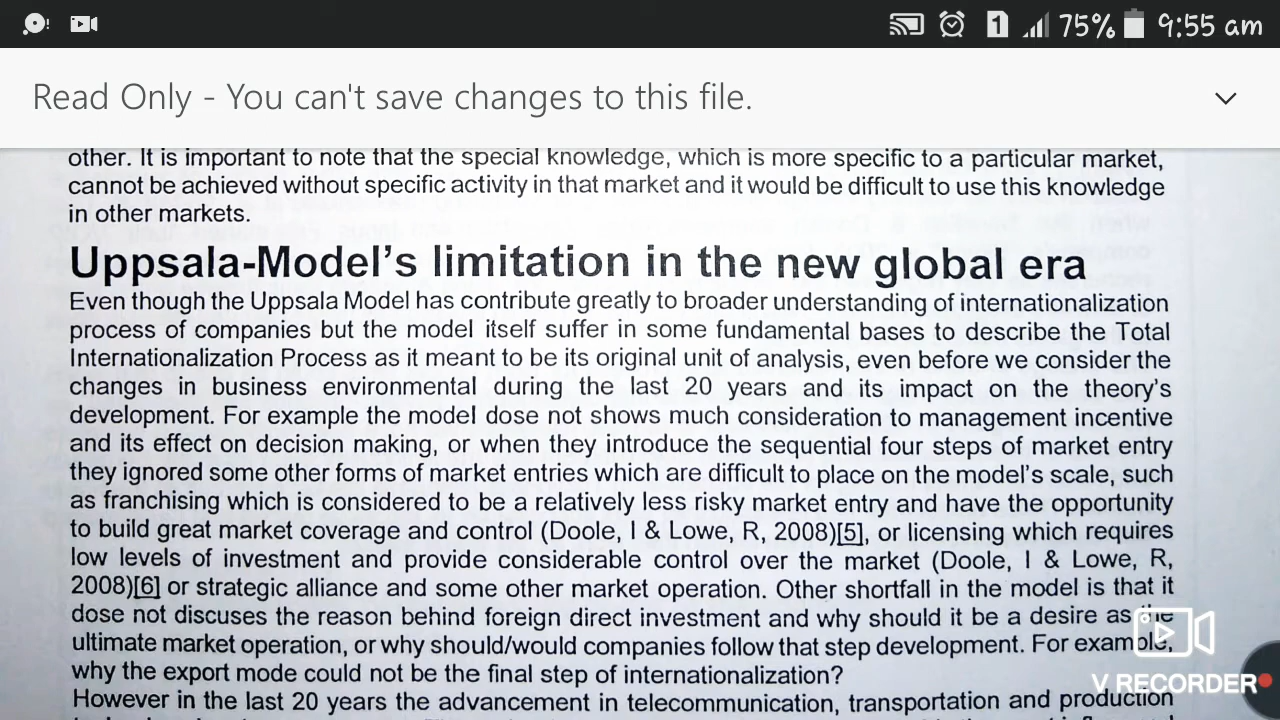 75% 9:55 am
Read Only - You can't save changes to this file.
other. It is important to note that the special knowledge, which is more specific to a particular market,
cannot be achieved without specific activity in that market and it would be difficult to use this knowledge
in other markets.
Uppsala-Model's limitation in the new global era
Even though the Uppsala Model has contribute greatly to broader understanding of internationalization
process of companies but the model itself suffer in some fundamental bases to describe the Total
Internationalization Process as it meant to be its original unit of analysis, even before we consider the
changes in business environmental during the last 20 years and its impact on the theory's
development. For example the model dose not shows much consideration to management incentive
and its effect on decision making, or when they introduce the sequential four steps of market entry
they ignored some other forms of market entries which are difficult to place on the model's scale, such
as franchising which is considered to be a relatively less risky market entry and have the opportunity
to build great market coverage and control (Doole, I & Lowe, R, 2008)[5], or licensing which requires
low levels of investment and provide considerable control over the market (Doole, I & Lowe, R,
2008)[6] or strategic alliance and some other market operation. Other shortfall in the model is that it
dose not discuses the reason behind foreign direct investment and why should it be a desire as the
ultimate market operation, or why should/would companies follow that step development. For example,
why the export mode could not be the final step of internationalization?
However in the last 20 years the advancement in telecommunication, transportation and production
V RECORDER